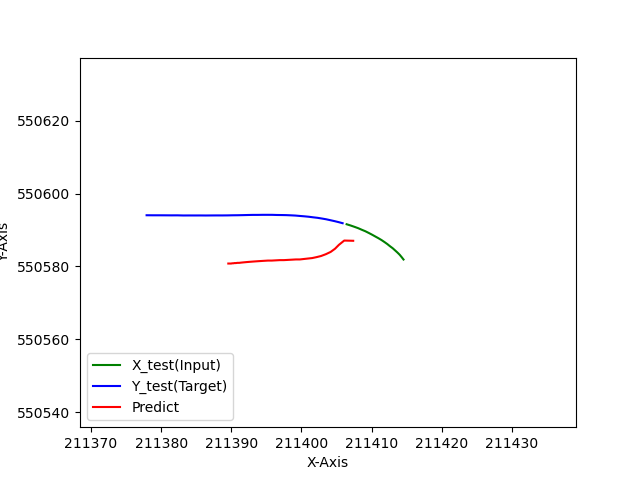 550620
550600
550580
550560
550540
Y-Axis
X_test(Input)
Y_test(Target)
Predict
211370 211380 211390 211400 211410 211420 211430
X-Axis